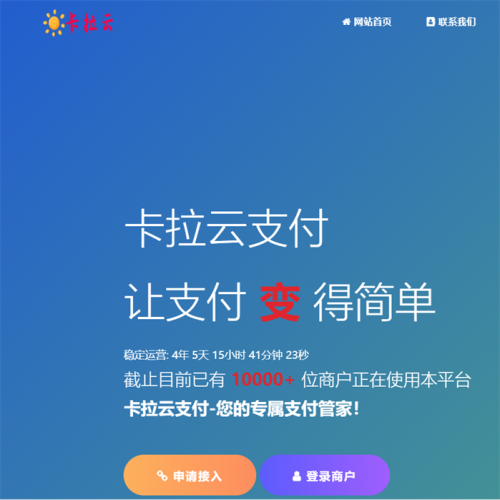 卡拉云
网站首页
联系我们
卡拉云支付
让支付 变 得简单
稳定运营: 4年 5天 15小时 41分钟 23秒
截止目前已有 10000+ 位商户正在使用本平台
卡拉云支付-您的专属支付管家！
申请接入
登录商户